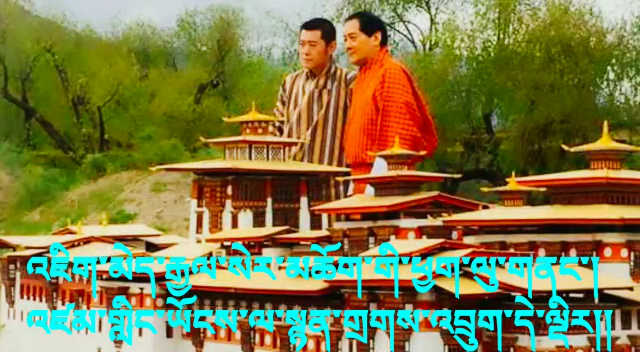 འཇིག་མེད་རྒྱལ་སེར་མཆོག་གི་ཕྱག་ལུ་གནང་།
འཛམ་གླིང་ཡོངས་ལ་སྙན་གྲགས་འབྲུག་དེ་ལྡིར།།